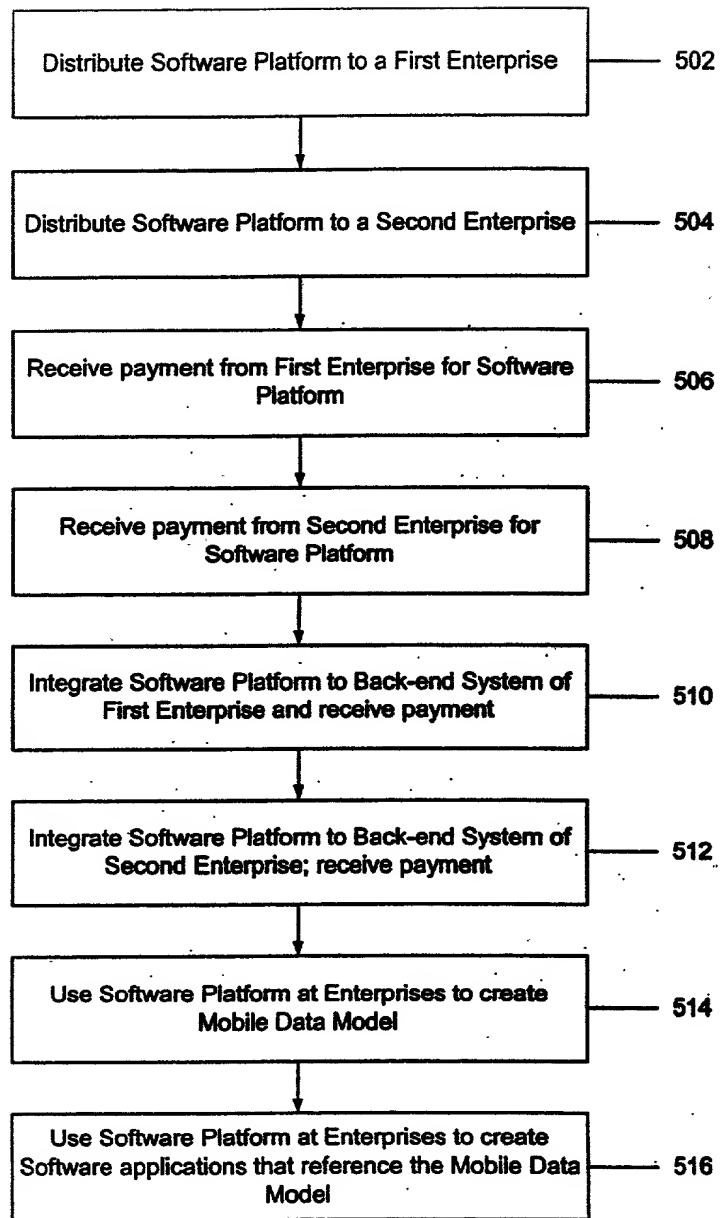 Distribute Software Platform to a First Enterprise
502
Distribute Software Platform to a Second Enterprise
504
Receive payment from First Enterprise for Software
Platform
506
Receive payment from Second Enterprise for
Software Platform
508
Integrate Software Platform to Back-end System of
First Enterprise and receive payment
510
Integrate Software Platform to Back-end System of
Second Enterprise; receive payment
512
Use Software Platform at Enterprises to create
Mobile Data Model
514
Use Software Platform at Enterprises to create
Software applications that reference the Mobile Data
Model
516